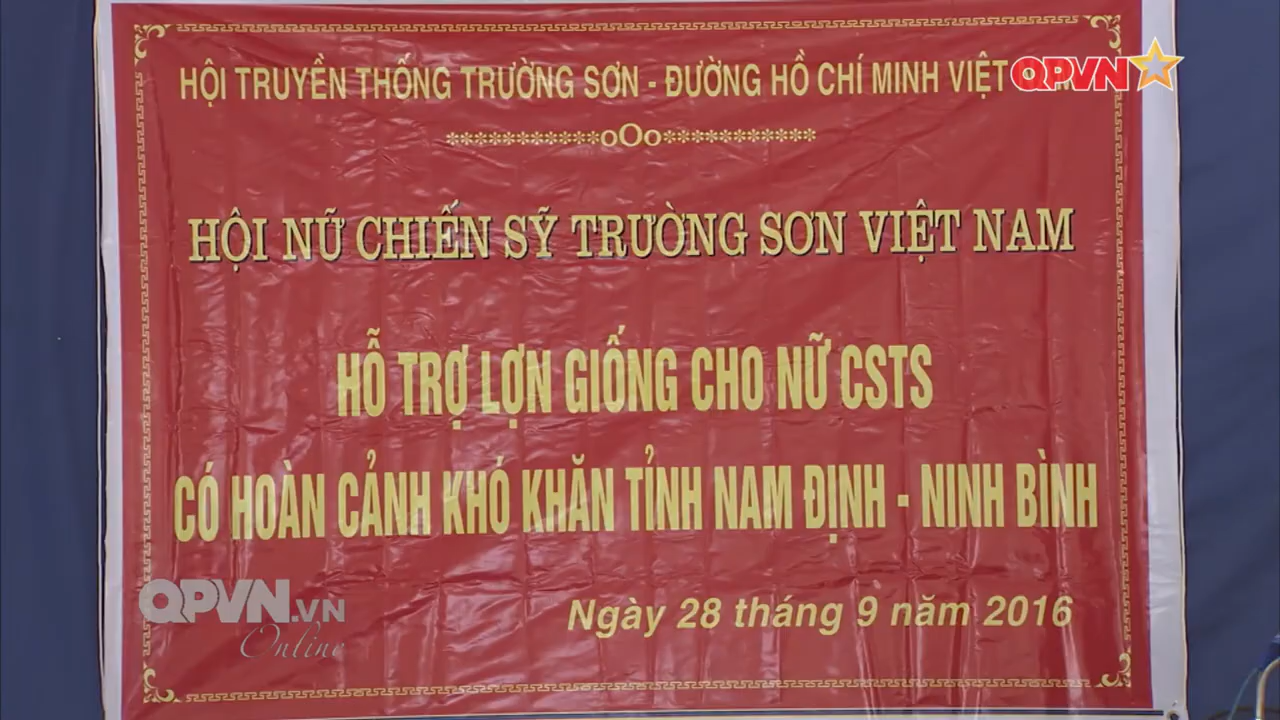 HỘI TRUYỀN THỐNG TRƯỜNG SƠN - ĐƯỜNG HỒ CHÍ MINH VIỆT
QPVN
***********oOo***********
HỘI NỮ CHIẾN SỸ TRƯỜNG SƠN VIỆT NAM
HỖ TRỢ LỢN GIỐNG CHO NỮ CSTS
CÓ HOÀN CẢNH KHÓ KHĂN TỈNH NAM ĐỊNH - NINH BÌNH
QPVN.VN
Online
Ngày 28 tháng 9 năm 2016